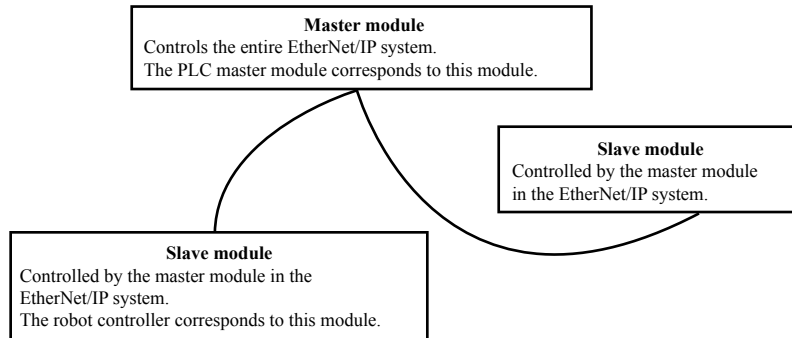 Master module
Controls the entire EtherNet/IP system.
The PLC master module corresponds to this module.
Slave module
Controlled by the master module
in the EtherNet/IP system.
Slave module
Controlled by the master module in the
EtherNet/IP system.
The robot controller corresponds to this module.